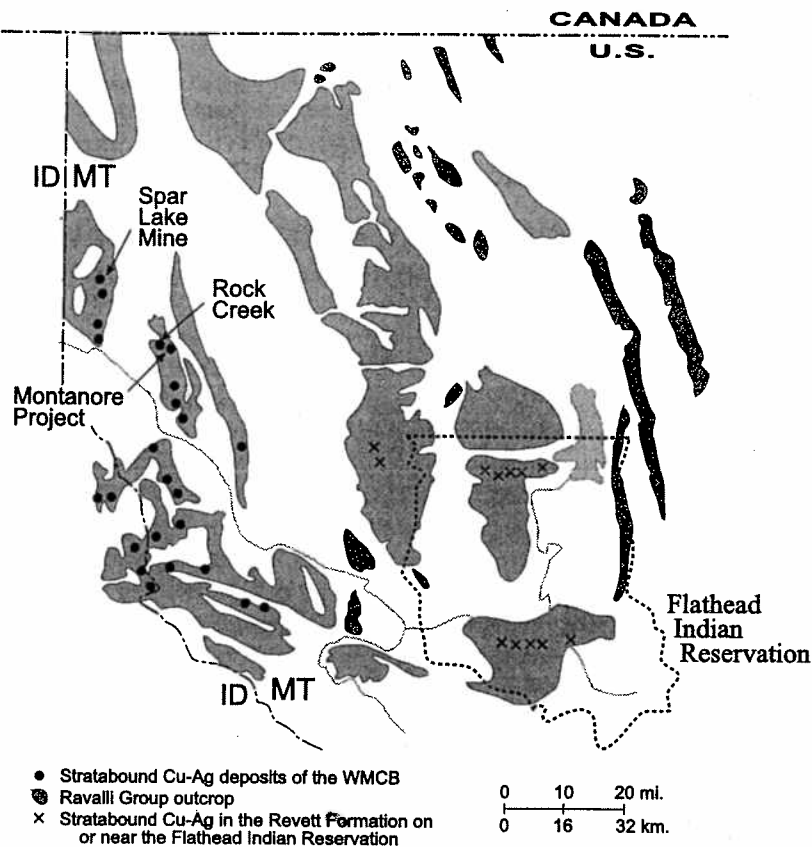 CANADA
U.S.
ID MT
Spar
Lake
Mine
Rock
Creek
Montanore
Project
Flathead
Indian
Reservation
ID MT
Stratabound Cu-Ag deposits of the WMCB
Ravalli Group outcrop
Stratabound Cu-Ag in the Revett Formation on
or near the Flathead Indian Reservation
0 10 20 mi.
0 16 32 km.